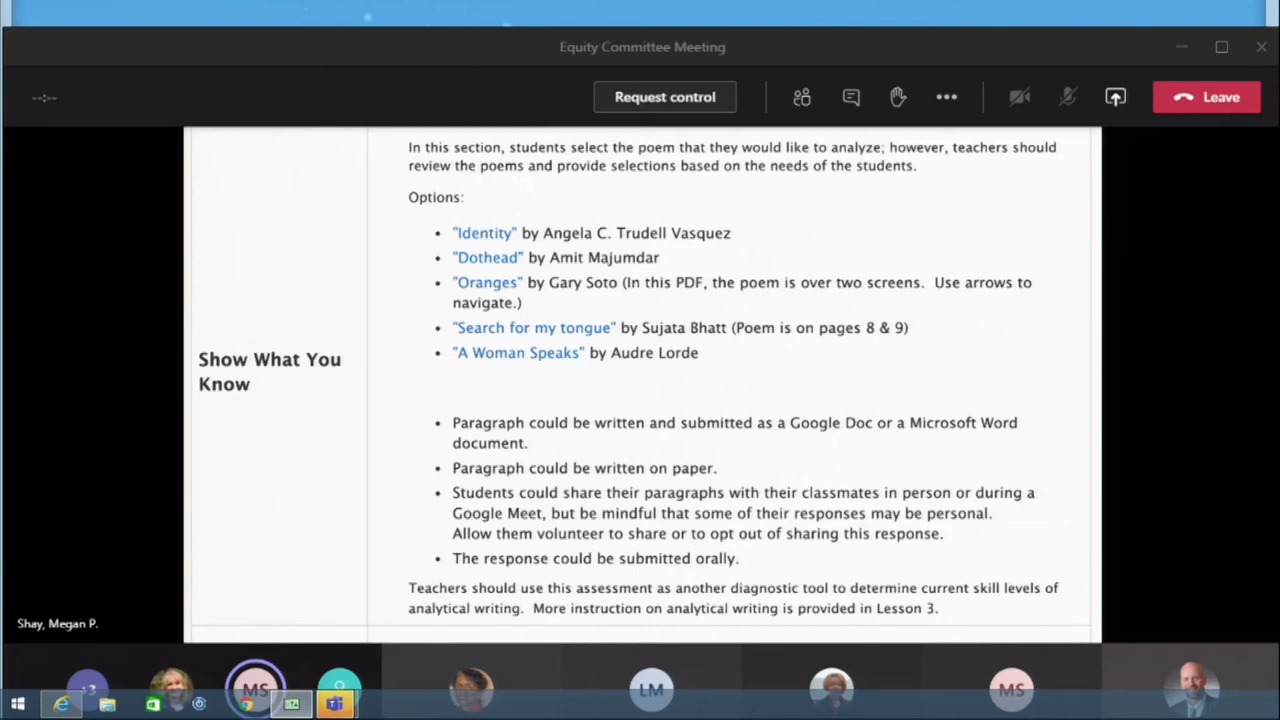 Equity Committee Meeting
--:--
Request control
Leave
In this section, students select the poem that they would like to analyze; however, teachers should
review the poems and provide selections based on the needs of the students.
Options:
• "Identity" by Angela C. Trudell Vasquez
• "Dothead" by Amit Majumdar
• "Oranges" by Gary Soto (In this PDF, the poem is over two screens. Use arrows to
navigate.)
• "Search for my tongue" by Sujata Bhatt (Poem is on pages 8 & 9)
• "A Woman Speaks" by Audre Lorde
Show What You
Know
• Paragraph could be written and submitted as a Google Doc or a Microsoft Word
document.
• Paragraph could be written on paper.
• Students could share their paragraphs with their classmates in person or during a
Google Meet, but be mindful that some of their responses may be personal.
Allow them volunteer to share or to opt out of sharing this response.
• The response could be submitted orally.
Teachers should use this assessment as another diagnostic tool to determine current skill levels of
analytical writing. More instruction on analytical writing is provided in Lesson 3.
Shay, Megan P.
+3
MS
LM
MS